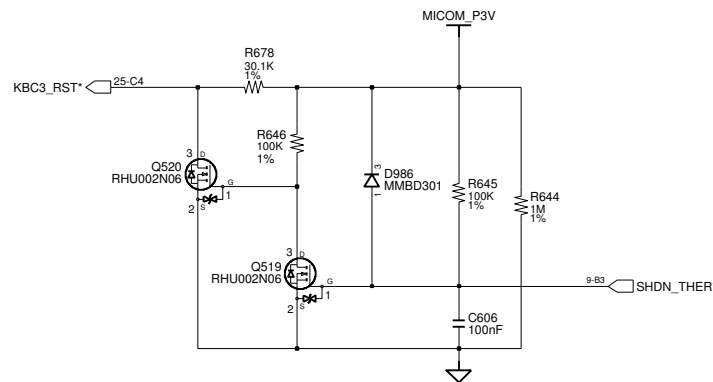 MICOM_P3V
KBC3_RST*
25-C4
R678
30.1K
1%
R646
100K
1%
3
D
Q520
RHU002N06
G
1
2
S
3
D986
MMBD301
1
R645
100K
1%
R644
1M
1%
3
D
Q519
RHU002N06
G
1
2
S
9-B3
SHDN_THER
C606
100nF